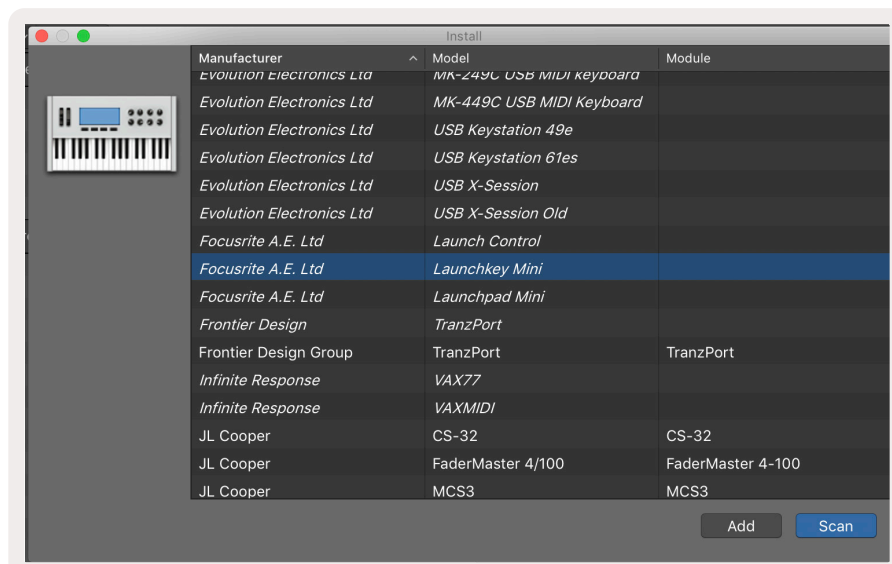 Install
Manufacturer Model Module
Evolution Electronics Ltd MK-249C USB MIDI Keyboard
Evolution Electronics Ltd MK-449C USB MIDI Keyboard
Evolution Electronics Ltd USB Keystation 49e
Evolution Electronics Ltd USB Keystation 61es
Evolution Electronics Ltd USB X-Session
Evolution Electronics Ltd USB X-Session Old
Focusrite A.E. Ltd Launch Control
Focusrite A.E. Ltd Launchkey Mini
Focusrite A.E. Ltd Launchpad Mini
Frontier Design TranzPort
Frontier Design Group TranzPort TranzPort
Infinite Response VAX77
Infinite Response VAXMIDI
JL Cooper CS-32 CS-32
JL Cooper FaderMaster 4/100 FaderMaster 4-100
JL Cooper MCS3 MCS3
Add Scan